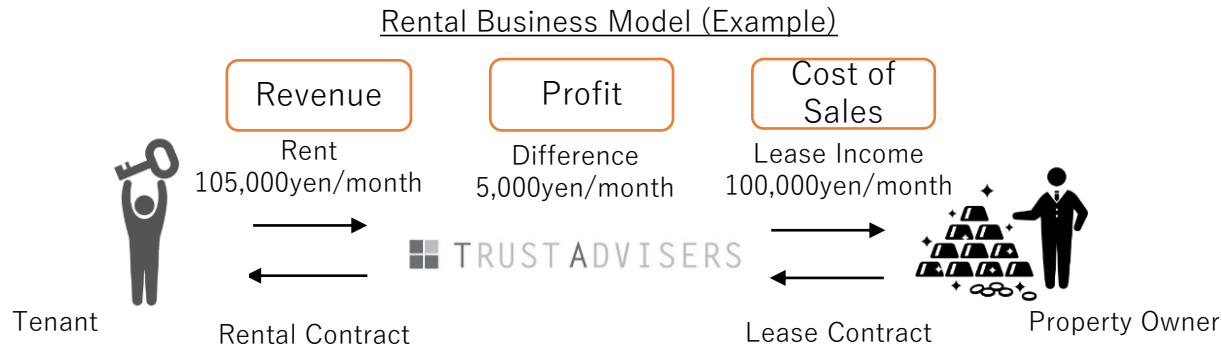 Rental Business Model (Example)
Revenue
Profit
Cost of
Sales
Rent
105,000yen/month
Difference
5,000yen/month
Lease Income
100,000yen/month
TRUST ADVISERS
Tenant
Rental Contract
Lease Contract
Property Owner